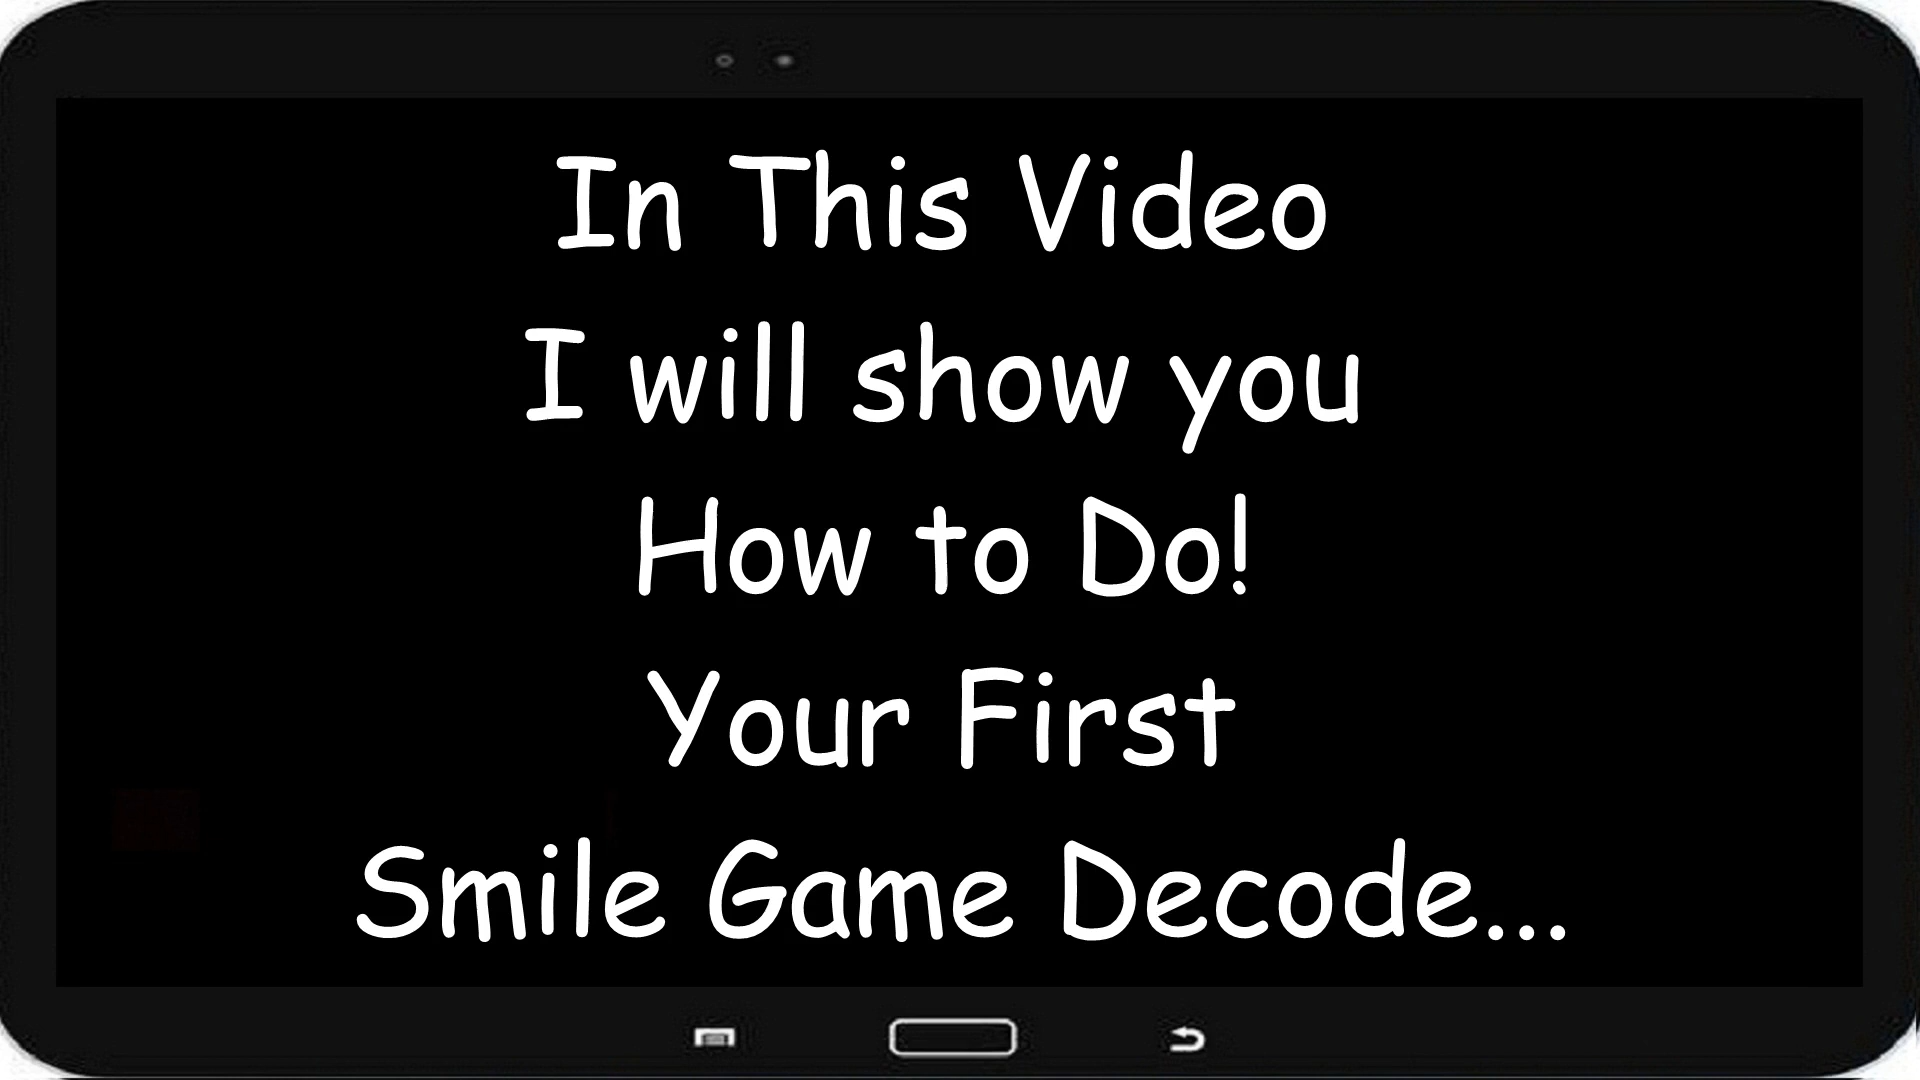 In This Video
I will show you
How to Do!
Your First
Smile Game Decode...